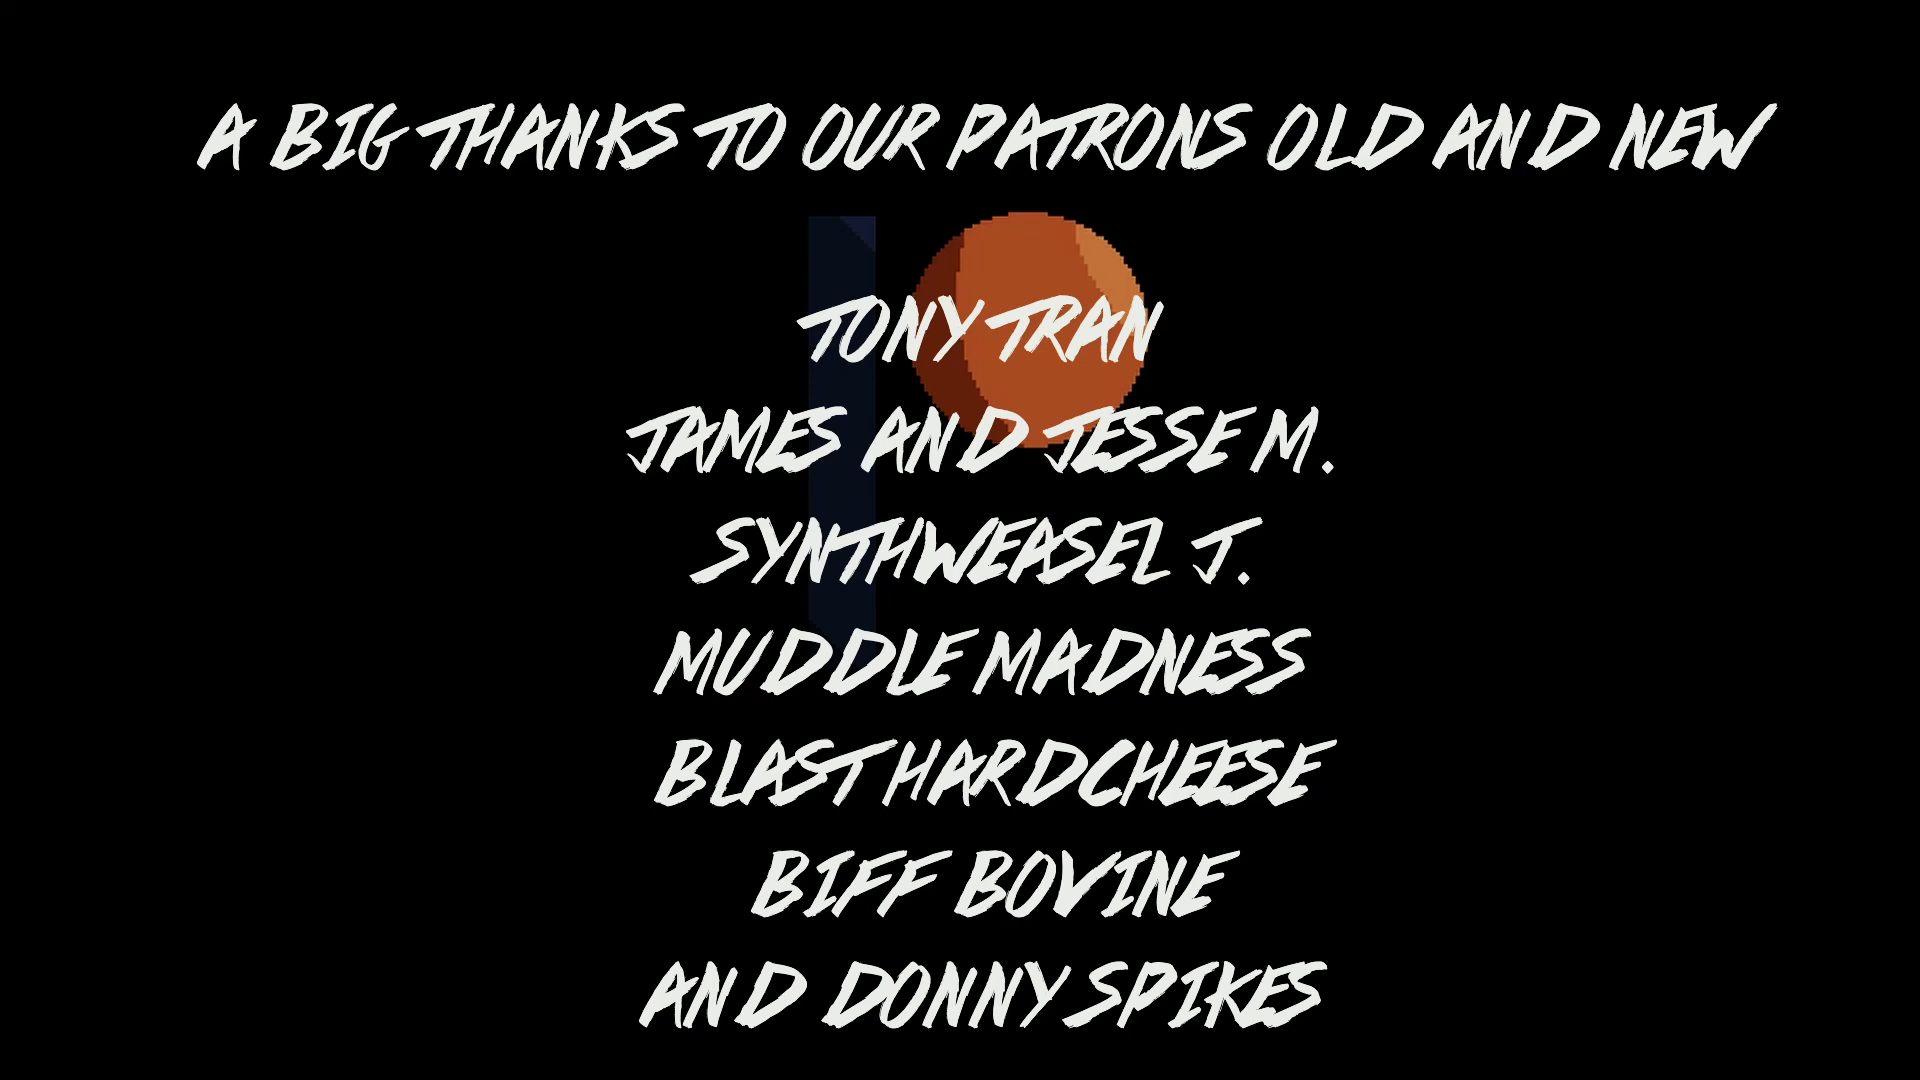 A BIG THANKS TO OUR PATRONS OLD AND NEW
TONY TRAN
JAMES AND JESSE M.
SYNTHWEASEL J.
MUDDLE MADNESS
BLAST HARDCHEESE
BIFF BOVINE
AND DONNY SPIKES